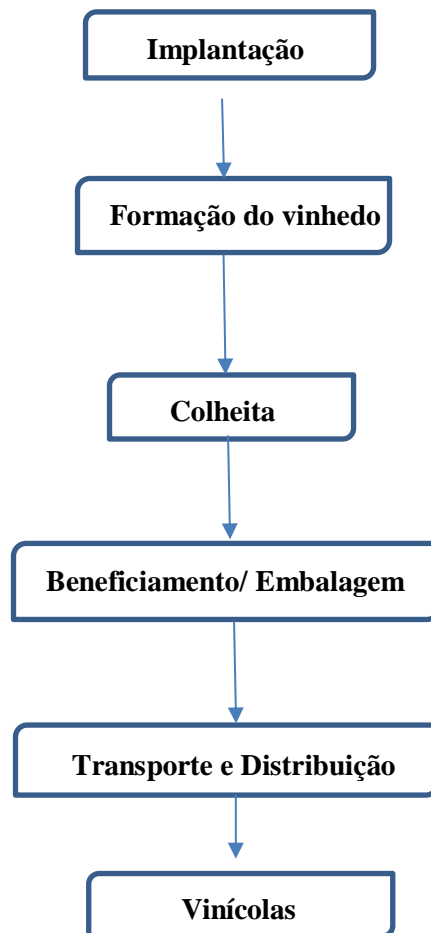 Implantação
Formação do vinhedo
Colheita
Beneficiamento/ Embalagem
Transporte e Distribuição
Vinícolas